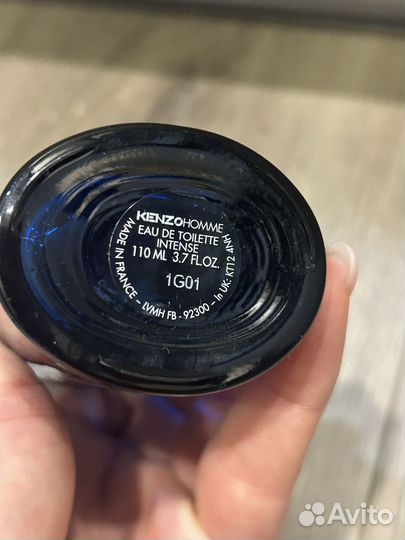 KENZOHOMME
EAU DE TOILETTE
INTENSE
110 ML 3.7 FL.OZ.
1G01
MADE IN FRANCE - LVMH FB - 92300 - In UK: KT12 4HN
Avito